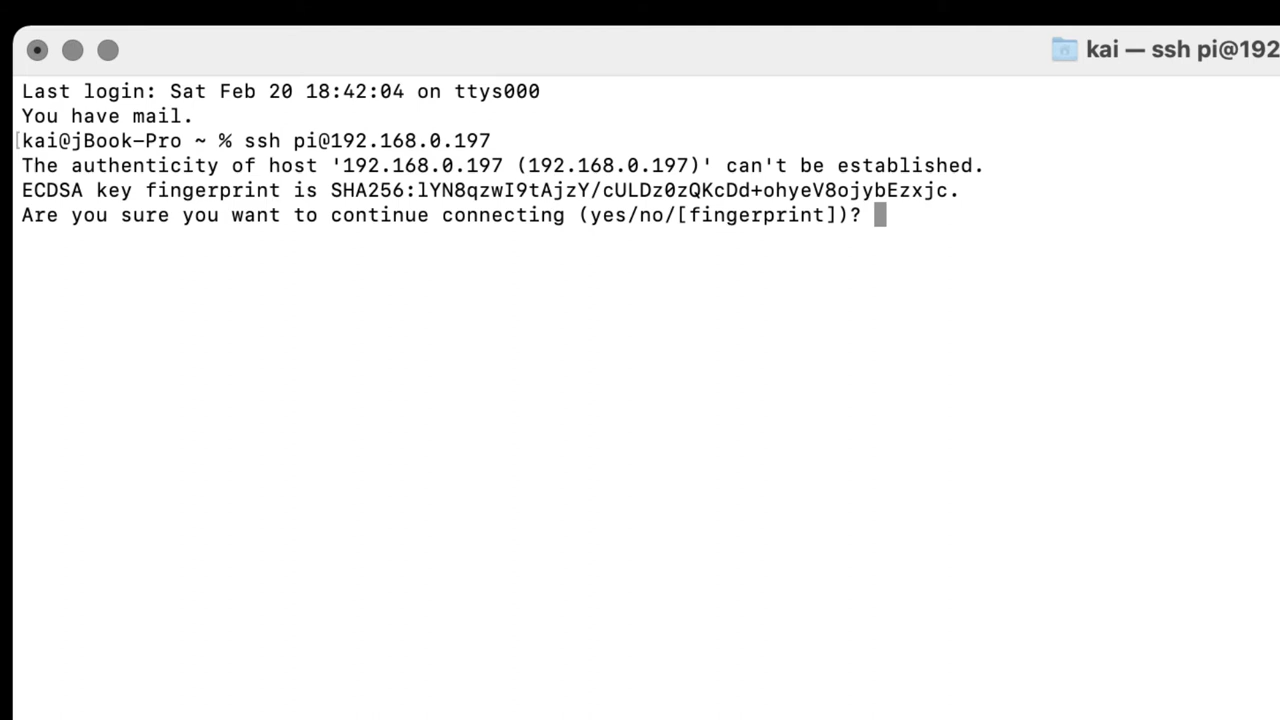 kai — ssh pi@192
Last login: Sat Feb 20 18:42:04 on ttys000
You have mail.
[kai@jBook-Pro ~ % ssh pi@192.168.0.197
The authenticity of host '192.168.0.197 (192.168.0.197)' can't be established.
ECDSA key fingerprint is SHA256:lYN8qzwI9tAjzY/cULDz0zQKcDd+ohyeV8ojybEzxjc.
Are you sure you want to continue connecting (yes/no/[fingerprint])?